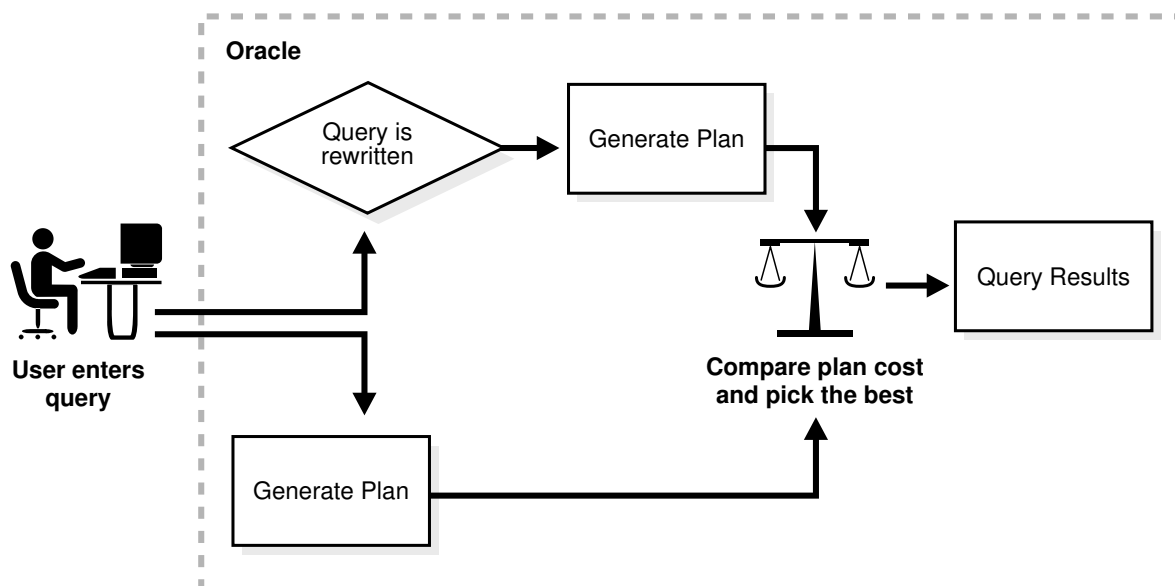 Oracle
Query is
rewritten
Generate Plan
Query Results
User enters
query
Compare plan cost
and pick the best
Generate Plan